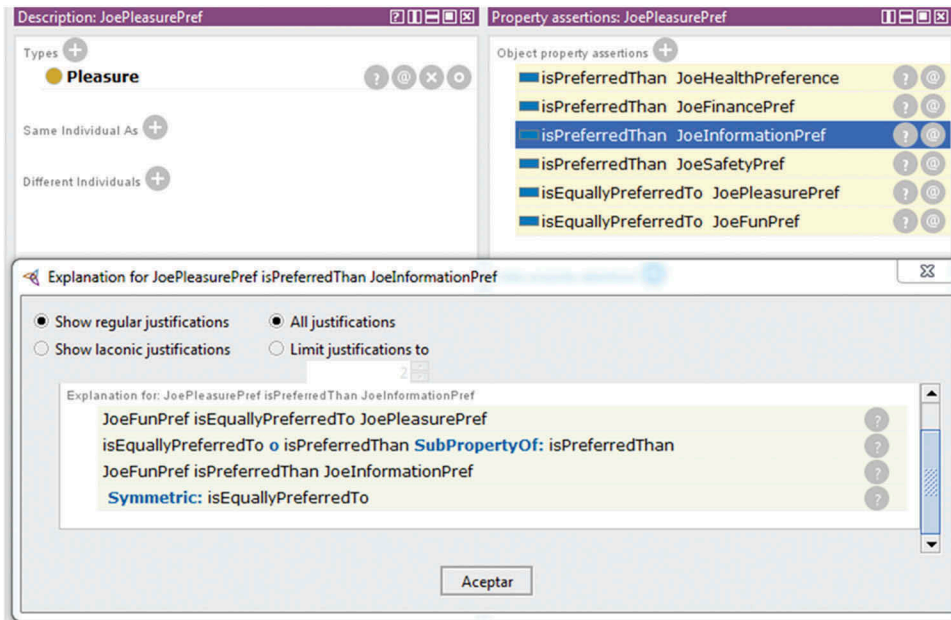 Description: JoePleasurePref
Types
Pleasure
Same Individual As
Different Individuals
Property assertions: JoePleasurePref
Object property assertions
isPreferredThan JoeHealthPreference
isPreferredThan JoeFinancePref
isPreferredThan JoeInformationPref
isPreferredThan JoeSafetyPref
isEquallyPreferredTo JoePleasurePref
isEquallyPreferredTo JoeFunPref
Explanation for JoePleasurePref isPreferredThan JoeInformationPref
Show regular justifications All justifications
Show laconic justifications Limit justifications to
2
Explanation for: JoePleasurePref isPreferredThan JoeInformationPref
JoeFunPref isEquallyPreferredTo JoePleasurePref
isEquallyPreferredTo o isPreferredThan SubPropertyOf: isPreferredThan
JoeFunPref isPreferredThan JoeInformationPref
Symmetric: isEquallyPreferredTo
Aceptar